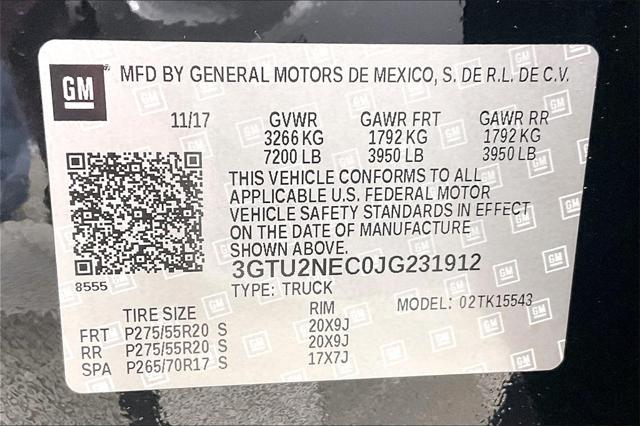 GM
MFD BY GENERAL MOTORS DE MEXICO, S. DE R.L. DE C.V.
11/17 GVWR GAWR FRT GAWR RR
3266 KG 1792 KG 1792 KG
7200 LB 3950 LB 3950 LB
THIS VEHICLE CONFORMS TO ALL
APPLICABLE U.S. FEDERAL MOTOR
VEHICLE SAFETY STANDARDS IN EFFECT
ON THE DATE OF MANUFACTURE
SHOWN ABOVE.
3GTU2NEC0JG231912
8555
TYPE: TRUCK MODEL: 02TK15543
TIRE SIZE RIM
FRT P275/55R20 S 20X9J
RR P275/55R20 S 20X9J
SPA P265/70R17 S 17X7J